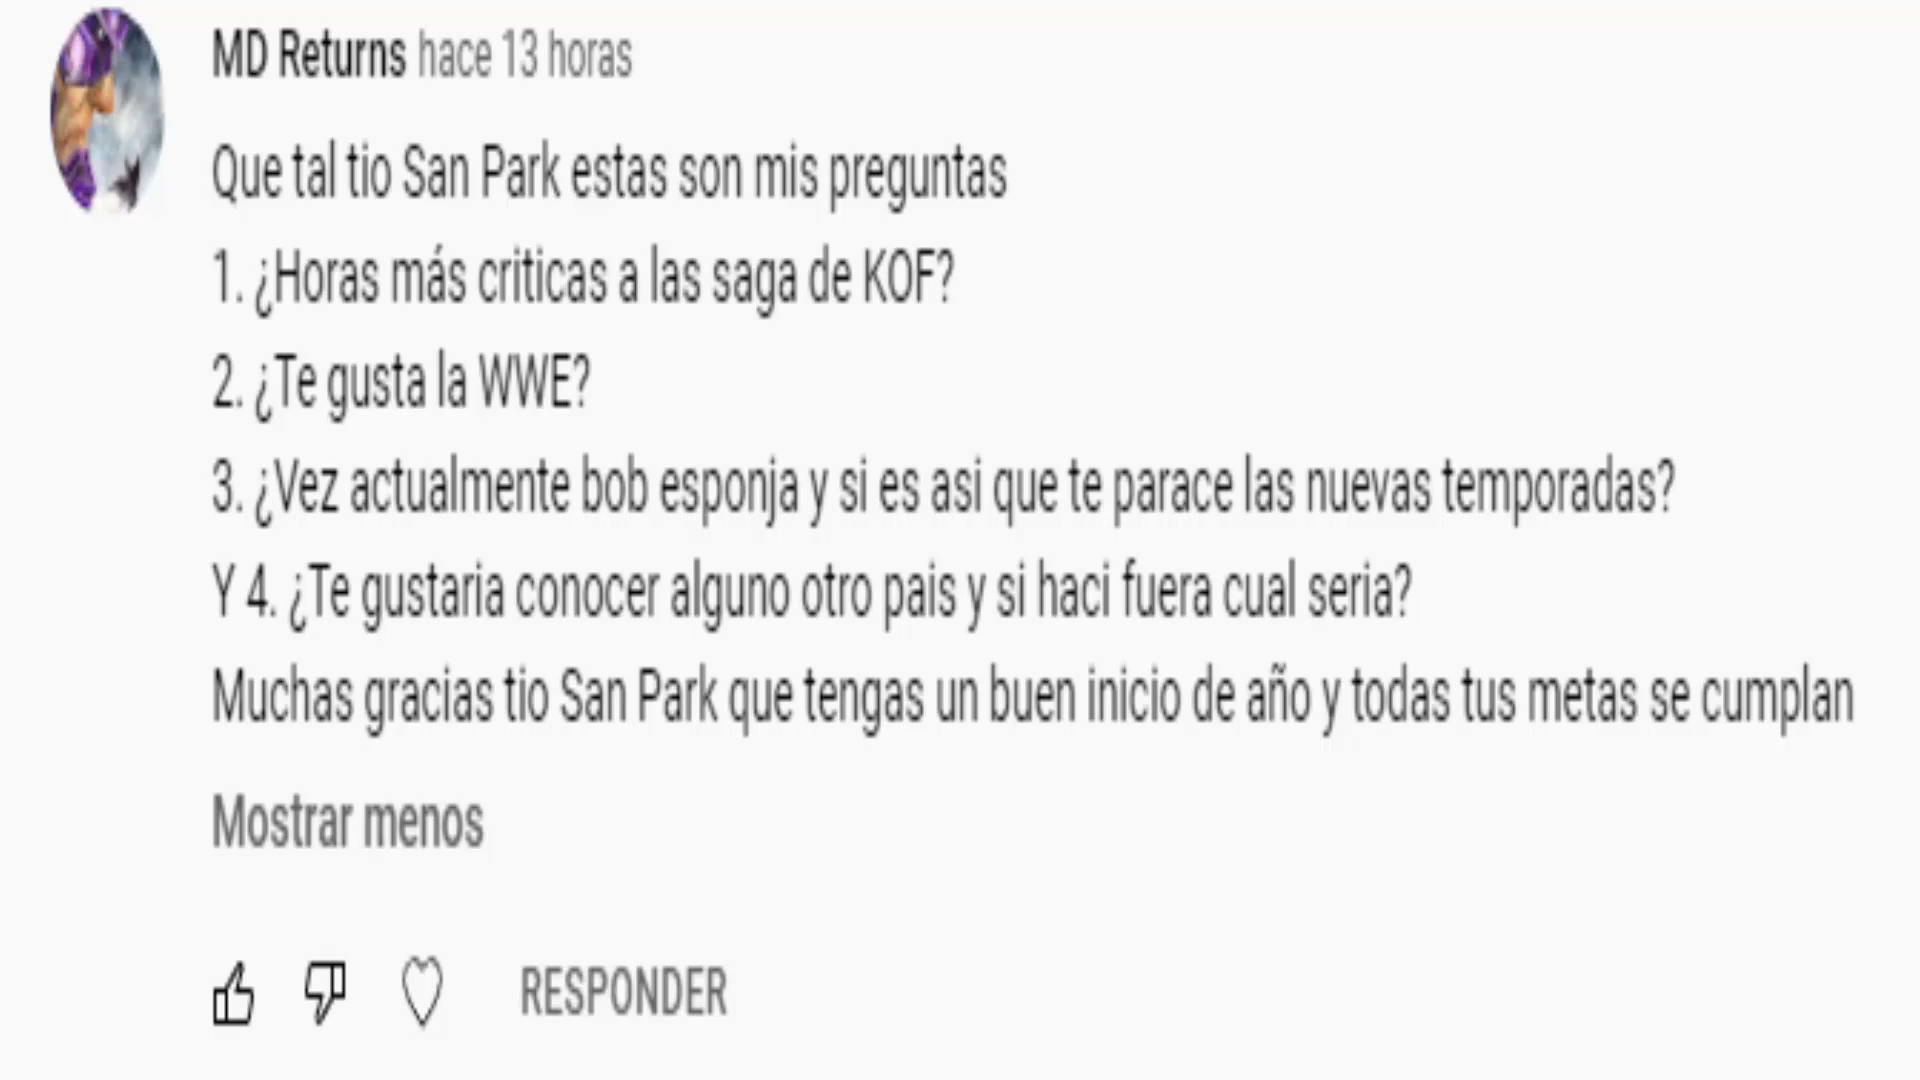 MD Returns hace 13 horas
Que tal tio San Park estas son mis preguntas
1. ¿Horas más criticas a las saga de KOF?
2. ¿Te gusta la WWE?
3. ¿Vez actualmente bob esponja y si es asi que te parace las nuevas temporadas?
Y 4. ¿Te gustaria conocer alguno otro pais y si haci fuera cual seria?
Muchas gracias tio San Park que tengas un buen inicio de año y todas tus metas se cumplan
Mostrar menos
RESPONDER